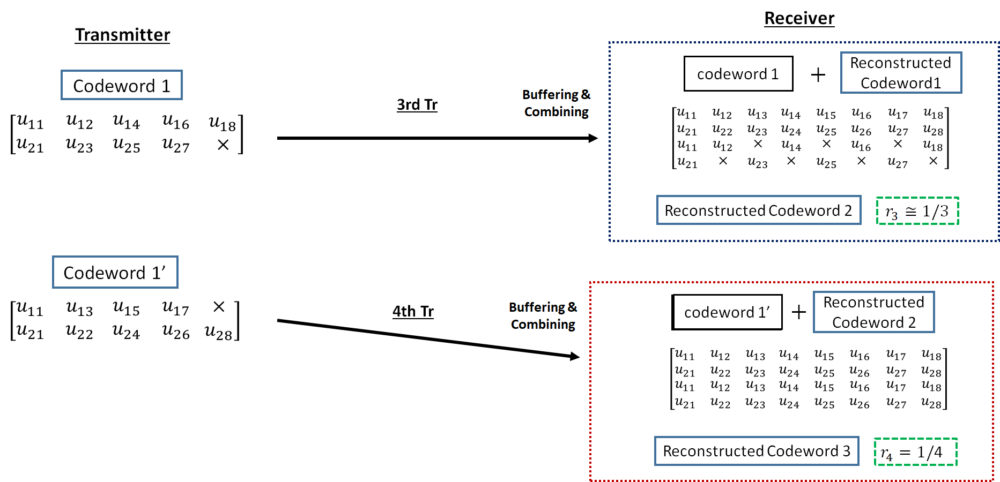 Transmitter
Receiver
Codeword 1
u11 u12 u14 u16 u18
u21 u23 u25 u27 ×
3rd Tr
Buffering &
Combining
codeword 1 + Reconstructed
Codeword1
u11 u12 u13 u14 u15 u16 u17 u18
u21 u22 u23 u24 u25 u26 u27 u28
u11 u12 × u14 × u16 × u18
u21 × u23 × u25 × u27 ×
Reconstructed Codeword 2
r3 ≅ 1/3
Codeword 1’
u11 u13 u15 u17 ×
u21 u22 u24 u26 u28
4th Tr
Buffering &
Combining
codeword 1’ + Reconstructed
Codeword 2
u11 u12 u13 u14 u15 u16 u17 u18
u21 u22 u23 u24 u25 u26 u27 u28
u11 u12 u13 u14 u15 u16 u17 u18
u21 u22 u23 u24 u25 u26 u27 u28
Reconstructed Codeword 3
r4 = 1/4